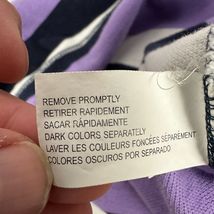 REMOVE PROMPTLY
RETIRER RAPIDEMENT
SACAR RÁPIDAMENTE
DARK COLORS SEPARATELY
LAVER LES COULEURS FONCÉES SÉPARÉMENT
COLORES OSCUROS POR SEPARADO